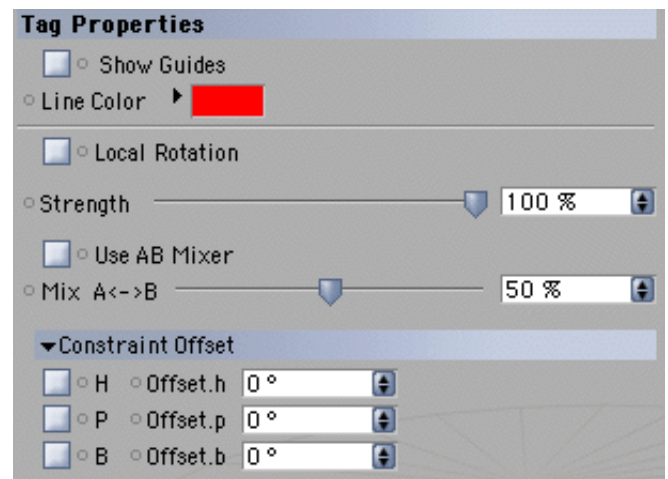 Tag Properties
Show Guides
Line Color
Local Rotation
Strength 100 %
Use AB Mixer
Mix A<->B 50 %
Constraint Offset
H Offset.h 0 °
P Offset.p 0 °
B Offset.b 0 °